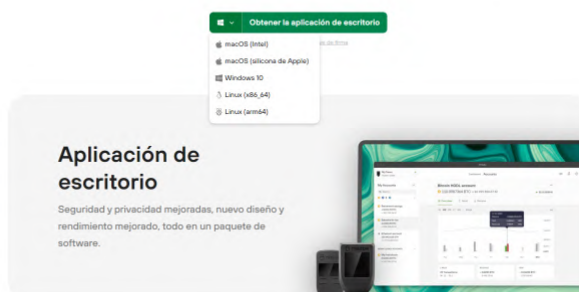 Obtener la aplicación de escritorio
macOS (Intel)
macOS (silicona de Apple)
Windows 10
Linux (x86_64)
Linux (arm64)
Aplicación de
escritorio
Seguridad y privacidad mejoradas, nuevo diseño y
rendimiento mejorado, todo en un paquete de
software.